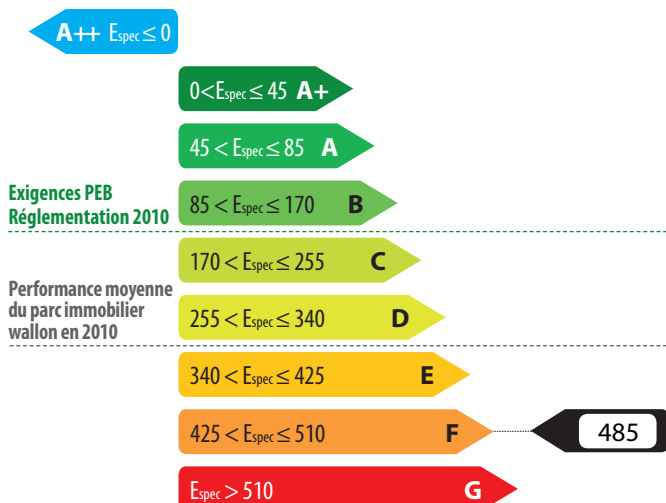 A++ Espec ≤ 0
0<Espec ≤ 45 A+
45 < Espec ≤ 85 A
Exigences PEB
Réglementation 2010
85 < Espec ≤ 170 B
170 < Espec ≤ 255 C
Performance moyenne
du parc immobilier
wallon en 2010
255 < Espec ≤ 340 D
340 < Espec ≤ 425 E
425 < Espec ≤ 510 F
485
Espec > 510 G